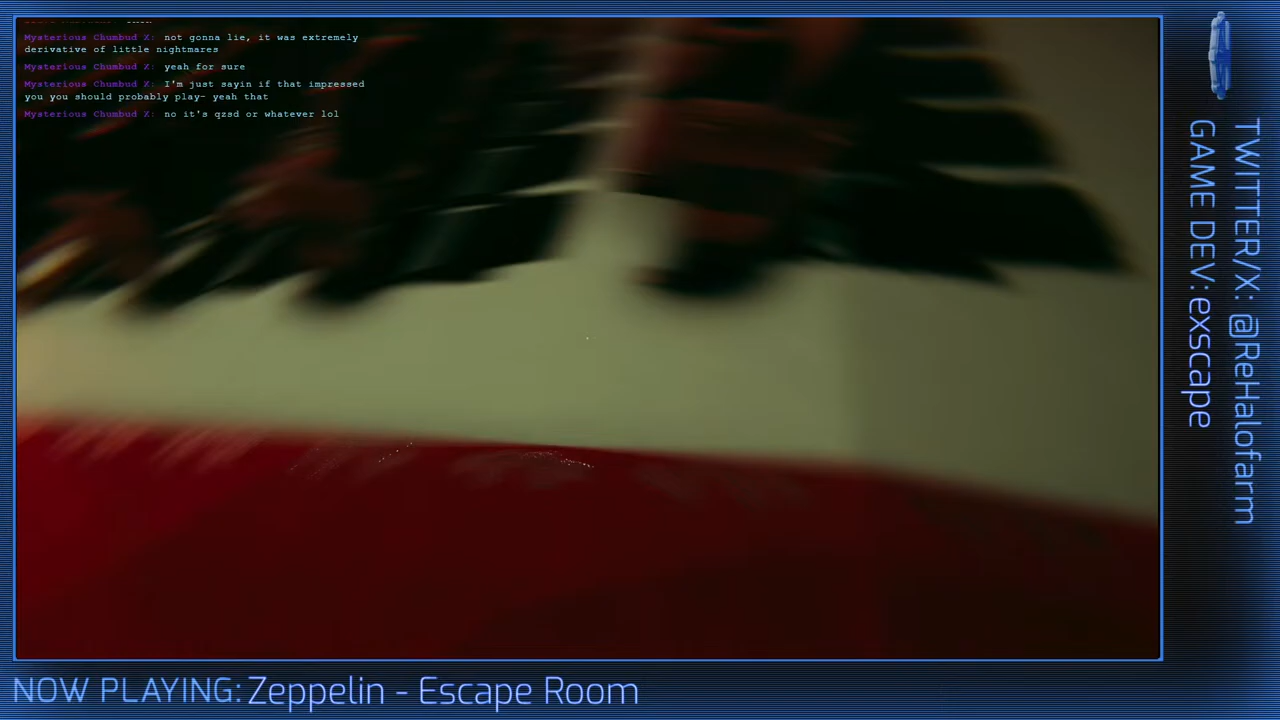 Mysterious Chumbud X: not gonna lie, it was extremely
derivative of little nightmares
Mysterious Chumbud X: yeah for sure
Mysterious Chumbud X: I'm just sayin if that impressed
you you should probably play- yeah that
Mysterious Chumbud X: no it's qzsd or whatever lol
TWITTER/X: @ReHalofarm
GAME DEV: exscape
NOW PLAYING: Zeppelin - Escape Room